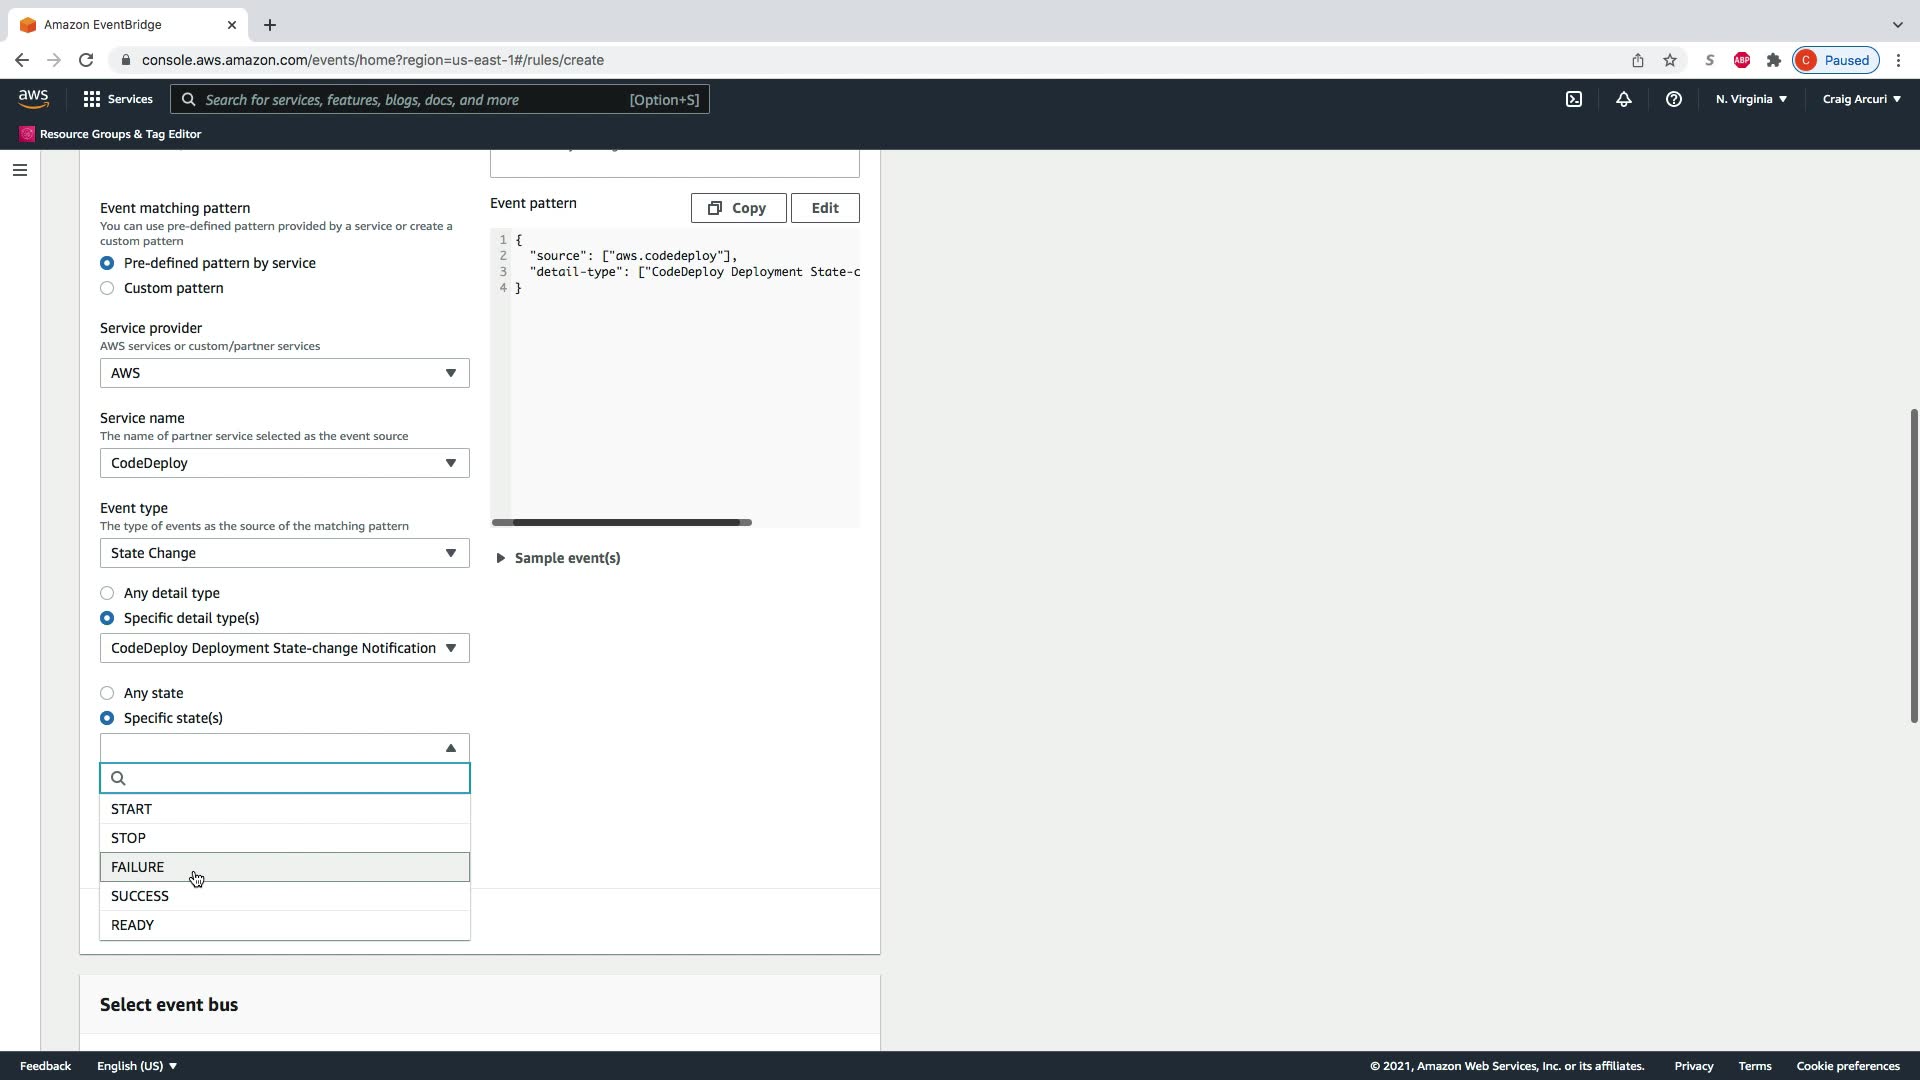 Amazon EventBridge
console.aws.amazon.com/events/home?region=us-east-1#/rules/create
S
ABP
C Paused
aws
Services
Search for services, features, blogs, docs, and more [Option+S]
N. Virginia
Craig Arcuri
Resource Groups & Tag Editor
Event matching pattern
You can use pre-defined pattern provided by a service or create a
custom pattern
Pre-defined pattern by service
Custom pattern
Service provider
AWS services or custom/partner services
AWS
Service name
The name of partner service selected as the event source
CodeDeploy
Event type
The type of events as the source of the matching pattern
State Change
Any detail type
Specific detail type(s)
CodeDeploy Deployment State-change Notification
Any state
Specific state(s)
START
STOP
FAILURE
SUCCESS
READY
Event pattern
Copy
Edit
1 {
2 "source": ["aws.codedeploy"],
3 "detail-type": ["CodeDeploy Deployment State-c
4 }
Sample event(s)
Select event bus
Feedback
English (US)
© 2021, Amazon Web Services, Inc. or its affiliates.
Privacy
Terms
Cookie preferences